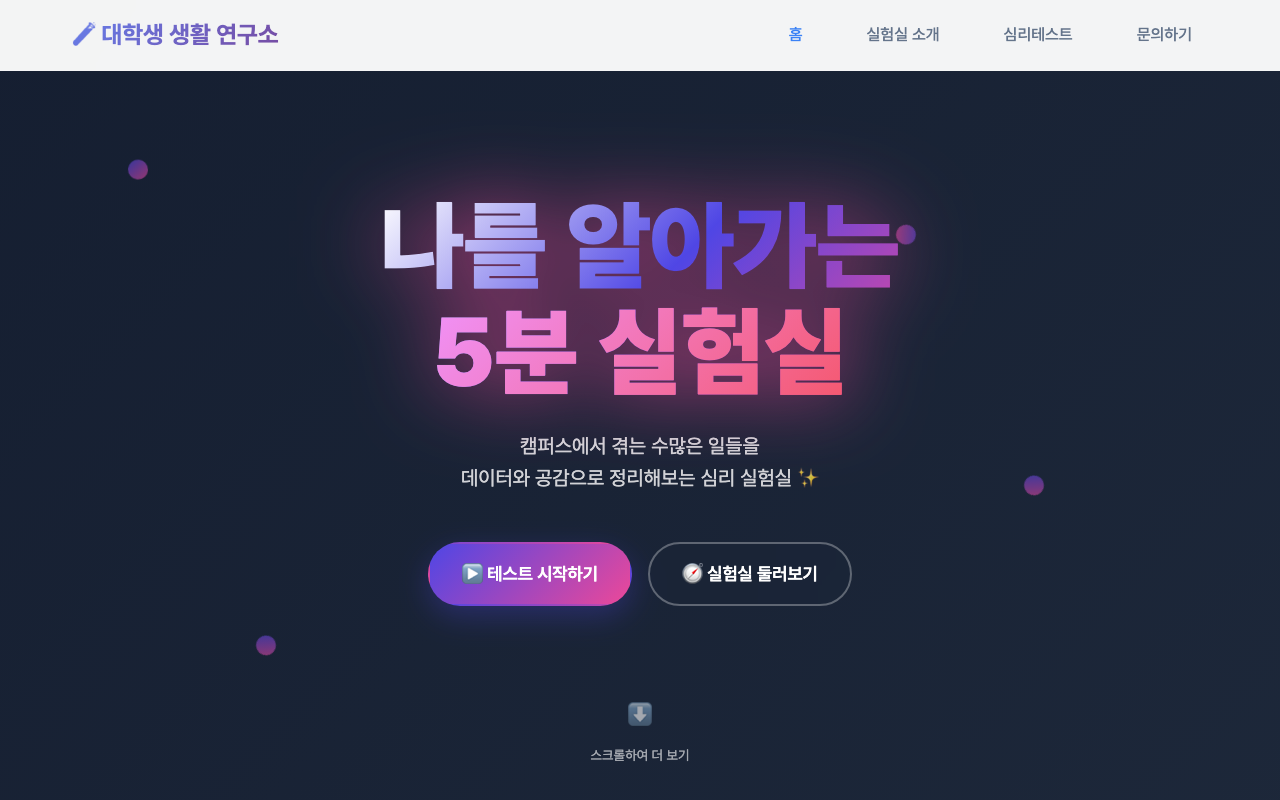 🧪 대학생 생활 연구소
홈
실험실 소개
심리테스트
문의하기
나를 알아가는
5분 실험실
캠퍼스에서 겪는 수많은 일들을
데이터와 공감으로 정리해보는 심리 실험실 ✨
▶️ 테스트 시작하기
🧭 실험실 둘러보기
⬇️
스크롤하여 더 보기